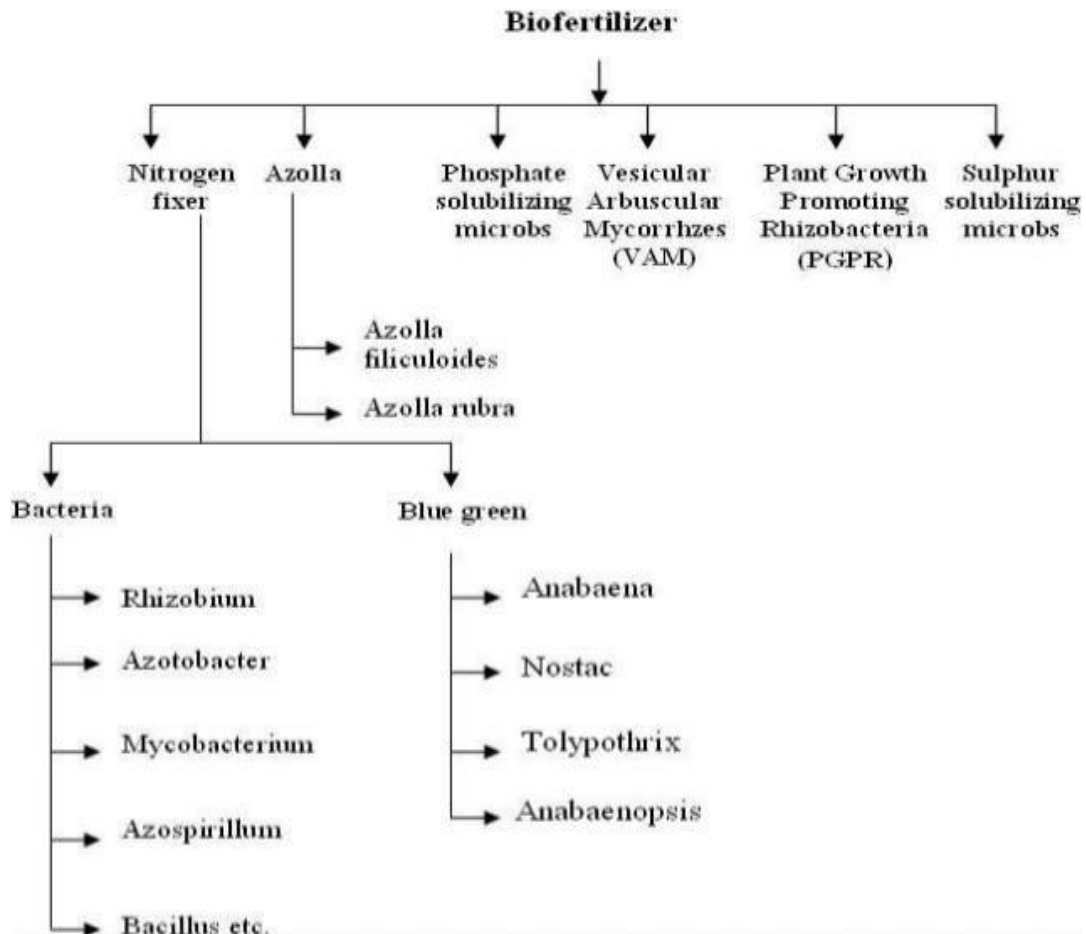 Biofertilizer
Nitrogen
fixer
Azolla
Phosphate
solubilizing
microbs
Vesicular
Arbuscular
Mycorrhzes
(VAM)
Plant Growth
Promoting
Rhizobacteria
(PGPR)
Sulphur
solubilizing
microbs
Azolla
filiculoides
Azolla rubra
Bacteria
Blue green
Rhizobium
Azotobacter
Mycobacterium
Azospirillum
Bacillus etc.
Anabaena
Nostac
Tolypothrix
Anabaenopsis